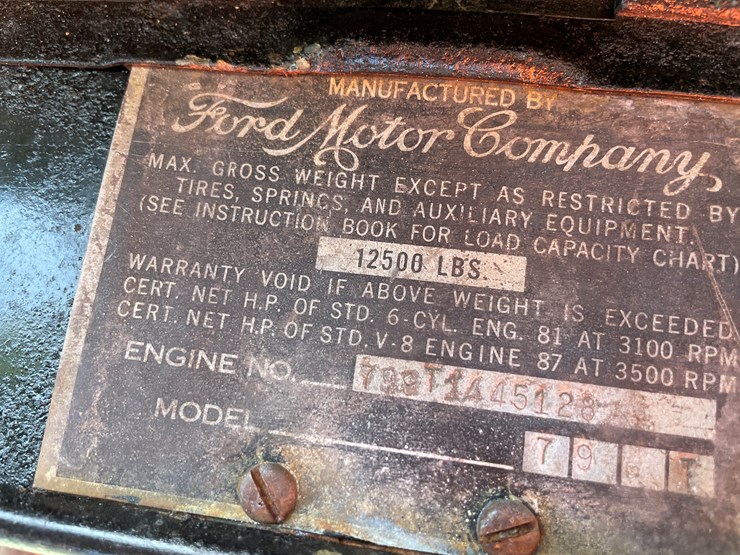 MANUFACTURED BY
Ford Motor Company
MAX. GROSS WEIGHT EXCEPT AS RESTRICTED BY
TIRES, SPRINGS, AND AUXILIARY EQUIPMENT.
(SEE INSTRUCTION BOOK FOR LOAD CAPACITY CHART)
12500 LBS.
WARRANTY VOID IF ABOVE WEIGHT IS EXCEEDED
CERT. NET H.P. OF STD. 6-CYL. ENG. 81 AT 3100 RPM
CERT. NET H.P. OF STD. V-8 ENGINE 87 AT 3500 RPM
ENGINE NO.
MODEL